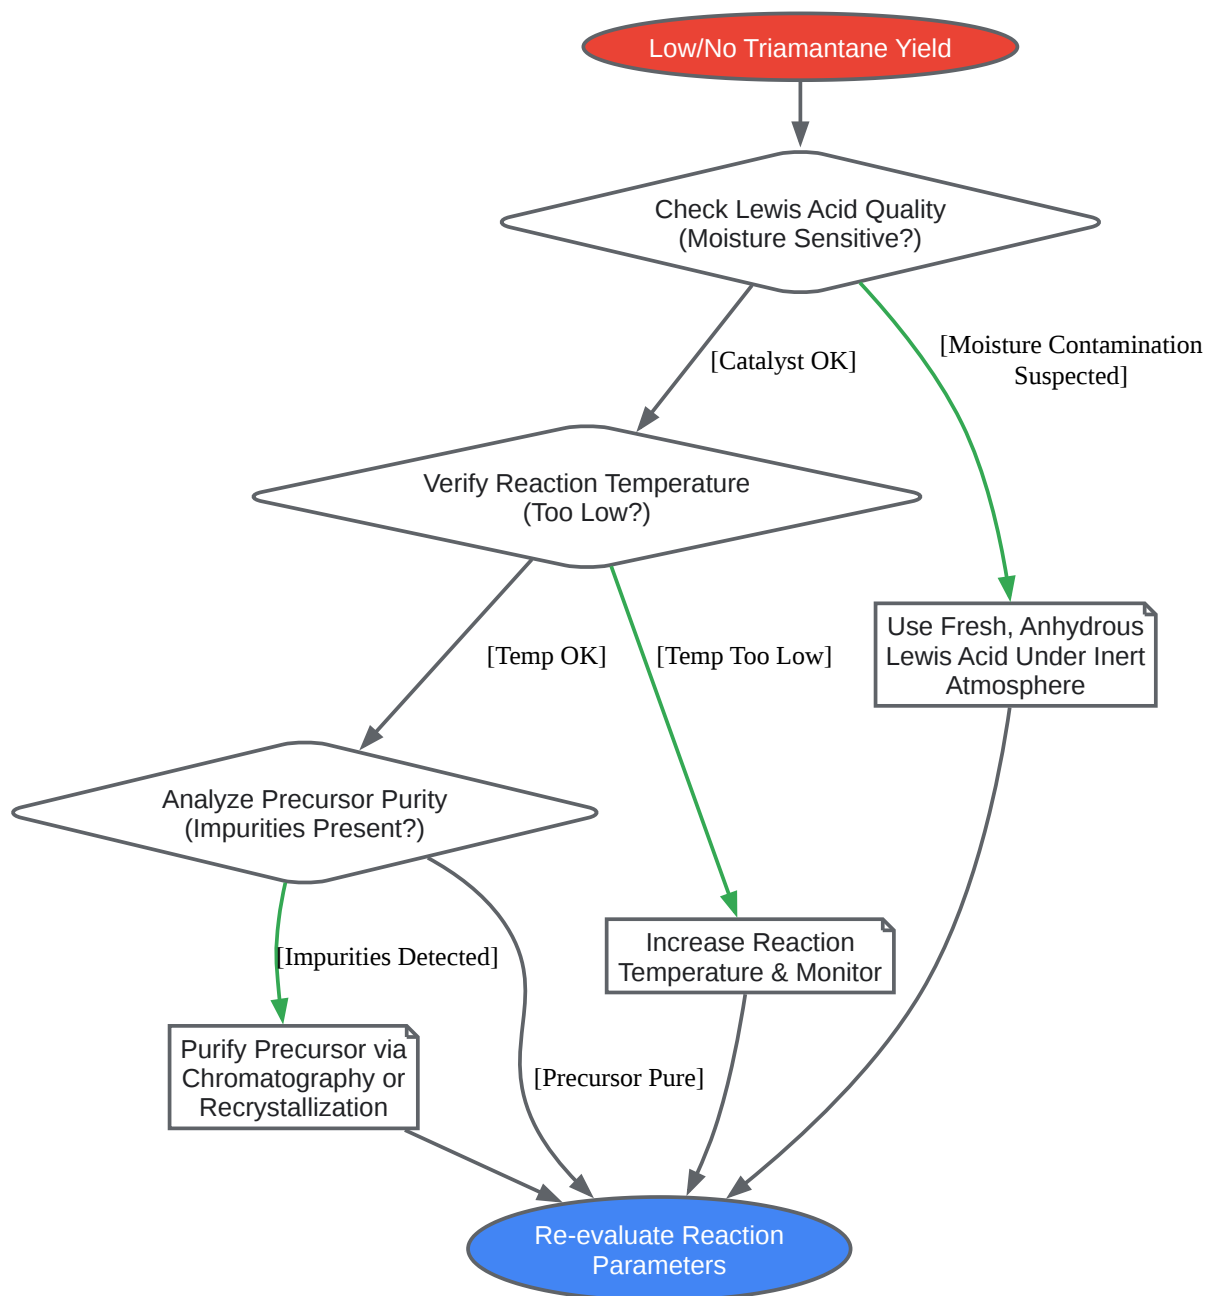 Low/No Triamantane Yield
Check Lewis Acid Quality
(Moisture Sensitive?)
[Catalyst OK]
[Moisture Contamination
Suspected]
Verify Reaction Temperature
(Too Low?)
[Temp OK]
[Temp Too Low]
Use Fresh, Anhydrous
Lewis Acid Under Inert
Atmosphere
Analyze Precursor Purity
(Impurities Present?)
[Impurities Detected]
Increase Reaction
Temperature & Monitor
Purify Precursor via
Chromatography or
Recrystallization
[Precursor Pure]
Re-evaluate Reaction
Parameters